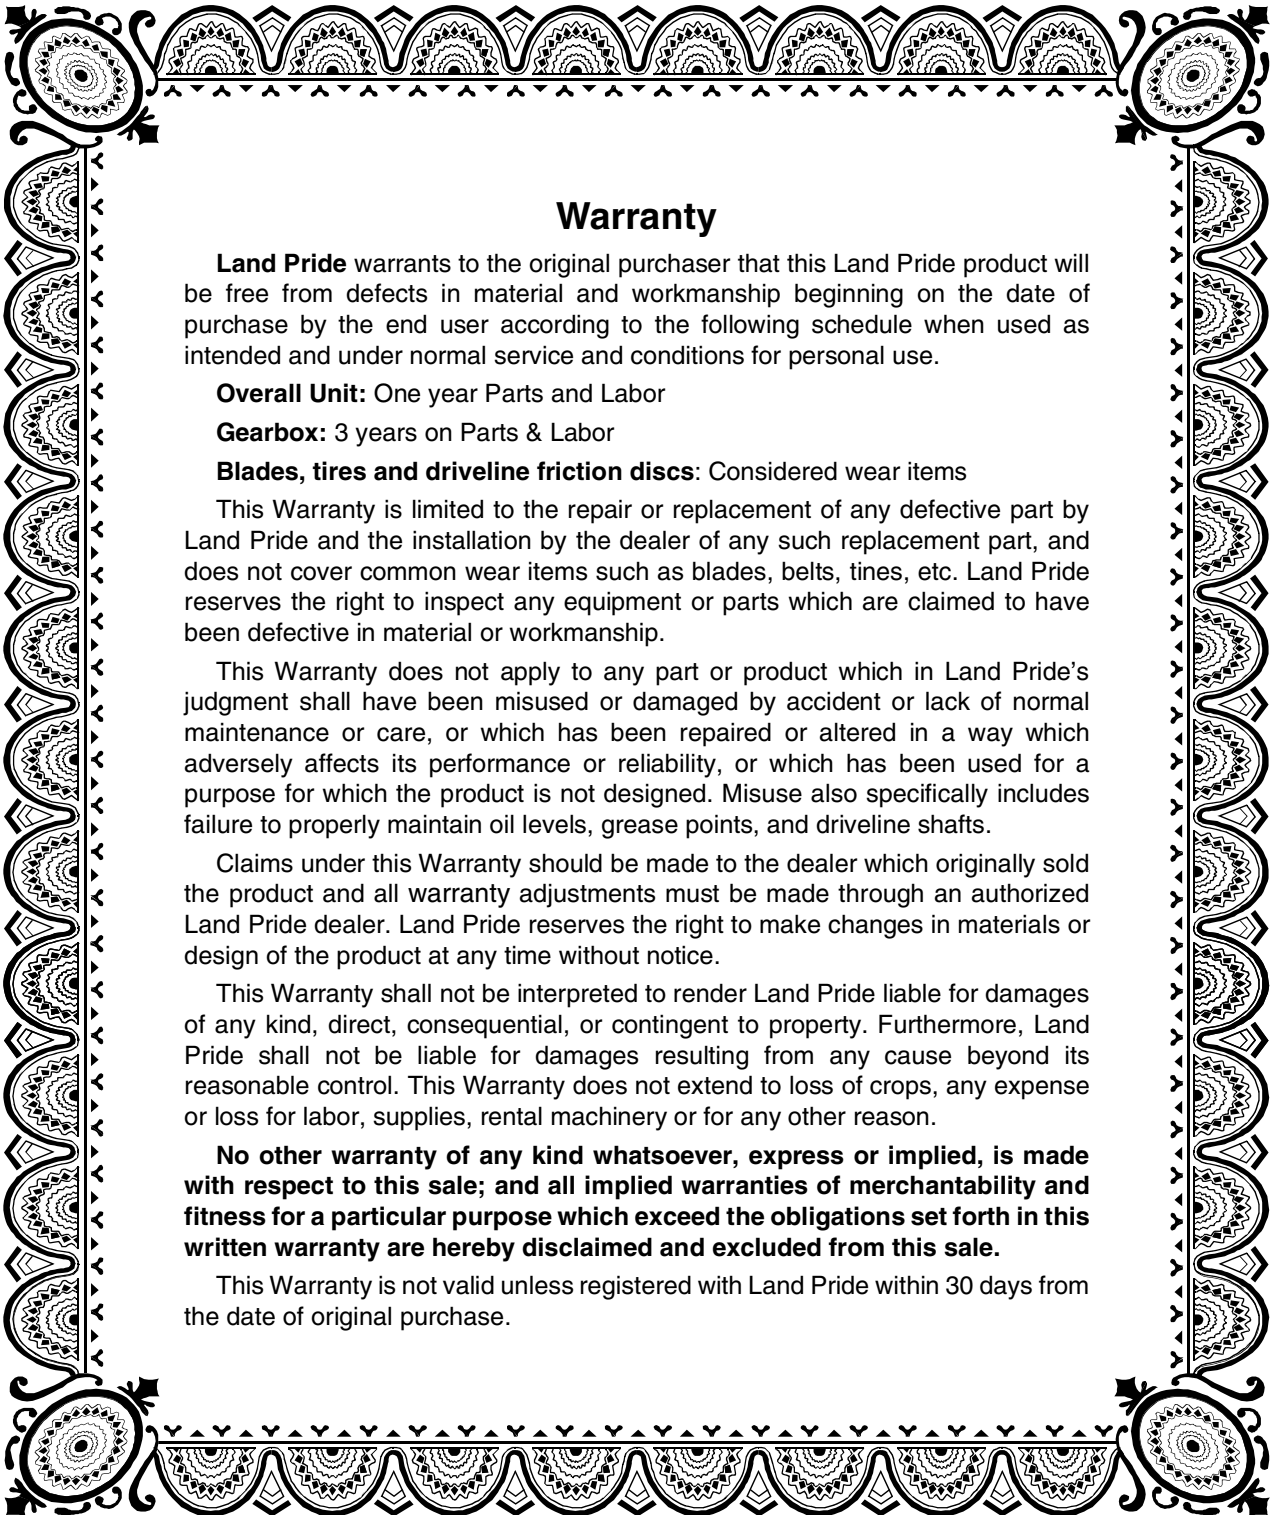 Warranty
Land Pride warrants to the original purchaser that this Land Pride product will
be free from defects in material and workmanship beginning on the date of
purchase by the end user according to the following schedule when used as
intended and under normal service and conditions for personal use.
Overall Unit: One year Parts and Labor
Gearbox: 3 years on Parts & Labor
Blades, tires and driveline friction discs: Considered wear items
This Warranty is limited to the repair or replacement of any defective part by
Land Pride and the installation by the dealer of any such replacement part, and
does not cover common wear items such as blades, belts, tines, etc. Land Pride
reserves the right to inspect any equipment or parts which are claimed to have
been defective in material or workmanship.
This Warranty does not apply to any part or product which in Land Pride’s
judgment shall have been misused or damaged by accident or lack of normal
maintenance or care, or which has been repaired or altered in a way which
adversely affects its performance or reliability, or which has been used for a
purpose for which the product is not designed. Misuse also specifically includes
failure to properly maintain oil levels, grease points, and driveline shafts.
Claims under this Warranty should be made to the dealer which originally sold
the product and all warranty adjustments must be made through an authorized
Land Pride dealer. Land Pride reserves the right to make changes in materials or
design of the product at any time without notice.
This Warranty shall not be interpreted to render Land Pride liable for damages
of any kind, direct, consequential, or contingent to property. Furthermore, Land
Pride shall not be liable for damages resulting from any cause beyond its
reasonable control. This Warranty does not extend to loss of crops, any expense
or loss for labor, supplies, rental machinery or for any other reason.
No other warranty of any kind whatsoever, express or implied, is made
with respect to this sale; and all implied warranties of merchantability and
fitness for a particular purpose which exceed the obligations set forth in this
written warranty are hereby disclaimed and excluded from this sale.
This Warranty is not valid unless registered with Land Pride within 30 days from
the date of original purchase.